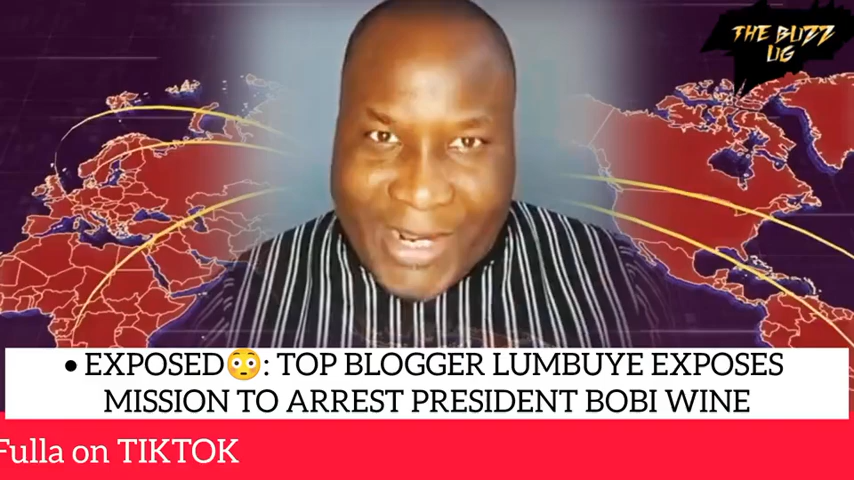 THE BUZZ
UG
• EXPOSED😳: TOP BLOGGER LUMBUYE EXPOSES
MISSION TO ARREST PRESIDENT BOBI WINE
Fulla on TIKTOK